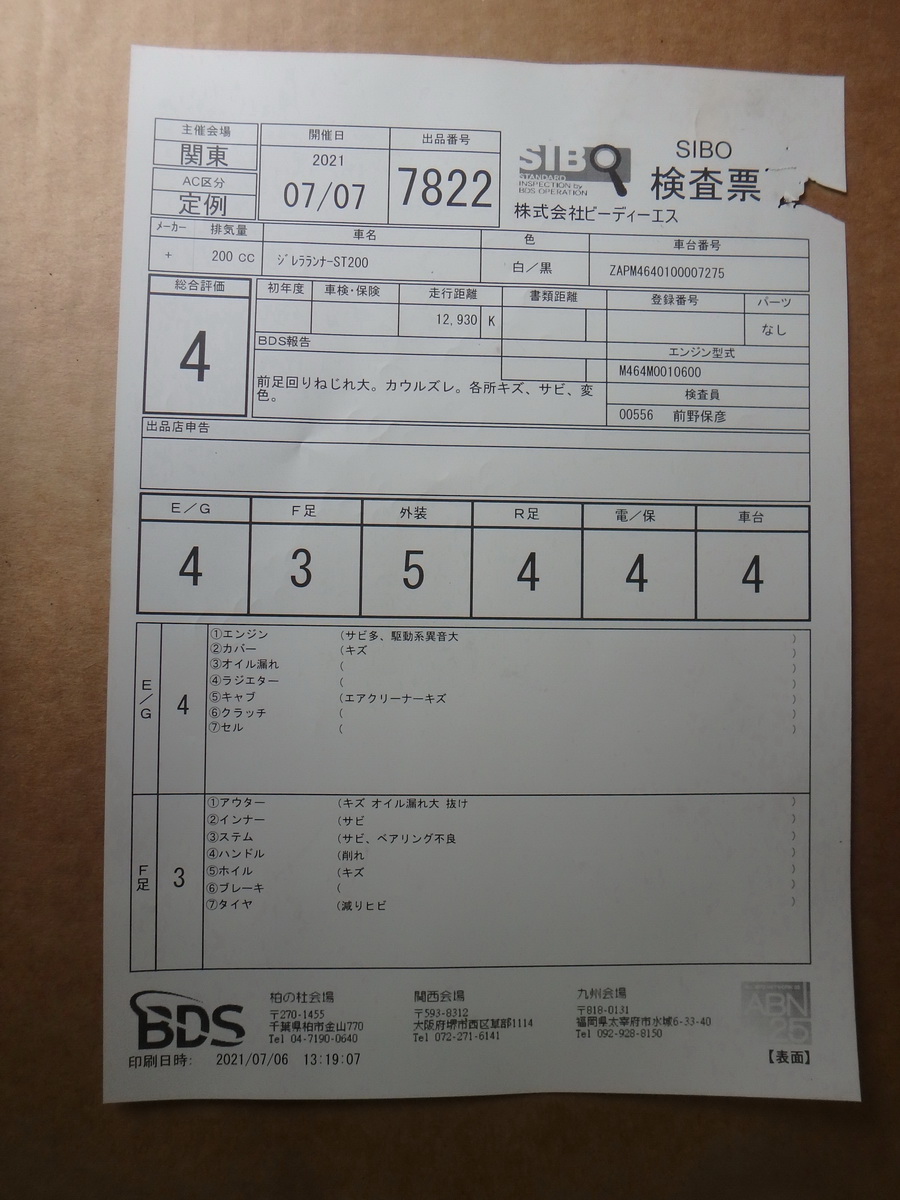 主催会場
関東
AC区分
定例
開催日
2021
07/07
出品番号
7822
SIBO
STANDARD
INSPECTION by
BDS OPERATION
SIBO
検査票
株式会社ビーディーエス
メーカー
+
排気量
200 CC
車名
ｼﾞﾚﾗﾗﾝﾅｰST200
色
白／黒
車台番号
ZAPM4640100007275
総合評価
4
初年度
車検・保険
走行距離
12,930 K
書類距離
登録番号
パーツ
なし
BDS報告
前足回りねじれ大。カウルズレ。各所キズ、サビ、変
色。
エンジン型式
M464M0010600
検査員
00556 前野保彦
出品店申告
E／G F足 外装 R足 電／保 車台
4 3 5 4 4 4
E／G
4
①エンジン (サビ多、駆動系異音大 )
②カバー (キズ )
③オイル漏れ ( )
④ラジエター ( )
⑤キャブ (エアクリーナーキズ )
⑥クラッチ ( )
⑦セル ( )
F足
3
①アウター (キズ オイル漏れ大 抜け )
②インナー (サビ )
③ステム (サビ、ベアリング不良 )
④ハンドル (削れ )
⑤ホイル (キズ )
⑥ブレーキ ( )
⑦タイヤ (減りヒビ )
BDS
柏の杜会場
〒270-1455
千葉県柏市金山770
Tel 04-7190-0640
関西会場
〒593-8312
大阪府堺市西区草部1114
Tel 072-271-6141
九州会場
〒818-0131
福岡県太宰府市水城6-33-40
Tel 092-928-8150
ABN
25
印刷日時: 2021/07/06 13:19:07
【表面】